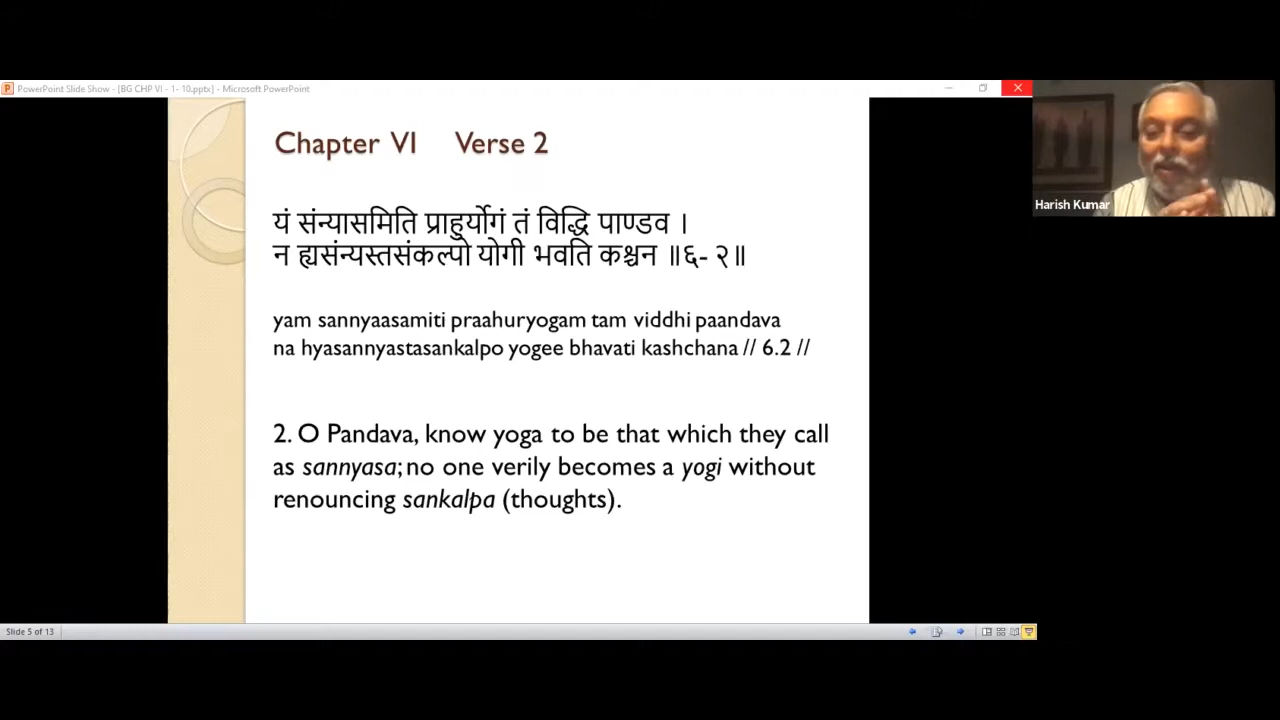 PowerPoint Slide Show - [BG CHP VI - 1- 10.pptx] - Microsoft PowerPoint
Harish Kumar
Chapter VI Verse 2
यं संन्यासमिति प्राहुर्योगं तं विद्धि पाण्डव ।
न ह्यसंन्यस्तसंकल्पो योगी भवति कश्चन ॥६- २॥
yam sannyaasamiti praahuryogam tam viddhi paandava
na hyasannyastasankalpo yogee bhavati kashchana // 6.2 //
2. O Pandava, know yoga to be that which they call
as sannyasa; no one verily becomes a yogi without
renouncing sankalpa (thoughts).
Slide 5 of 13